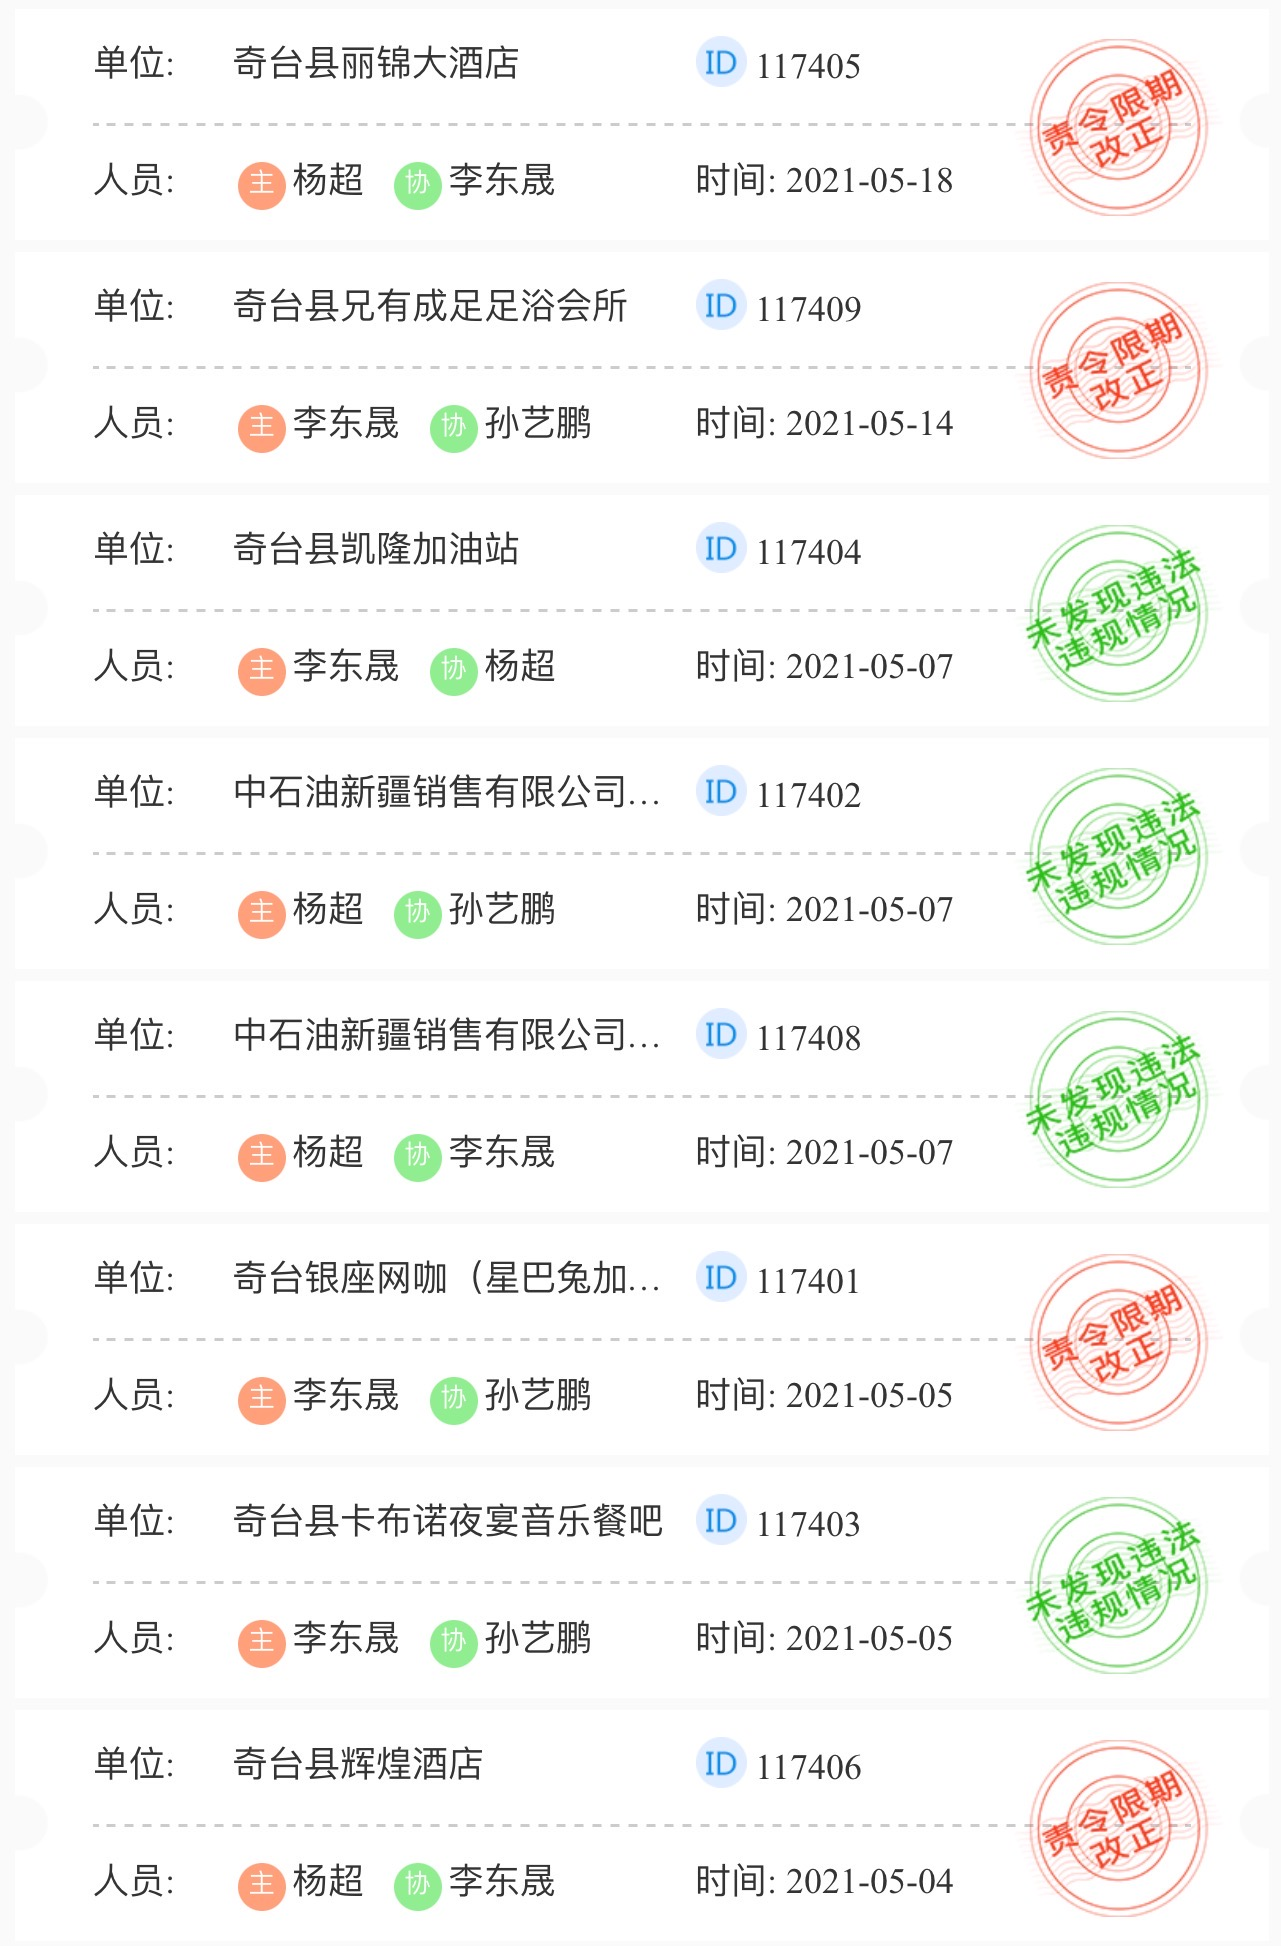 单位: 奇台县丽锦大酒店 ID 117405
责令限期
改正
人员: 主 杨超 协 李东晟 时间: 2021-05-18
单位: 奇台县兄有成足足浴会所 ID 117409
责令限期
改正
人员: 主 李东晟 协 孙艺鹏 时间: 2021-05-14
单位: 奇台县凯隆加油站 ID 117404
未发现违法
违规情况
人员: 主 李东晟 协 杨超 时间: 2021-05-07
单位: 中石油新疆销售有限公司... ID 117402
未发现违法
违规情况
人员: 主 杨超 协 孙艺鹏 时间: 2021-05-07
单位: 中石油新疆销售有限公司... ID 117408
未发现违法
违规情况
人员: 主 杨超 协 李东晟 时间: 2021-05-07
单位: 奇台银座网咖（星巴兔加... ID 117401
责令限期
改正
人员: 主 李东晟 协 孙艺鹏 时间: 2021-05-05
单位: 奇台县卡布诺夜宴音乐餐吧 ID 117403
未发现违法
违规情况
人员: 主 李东晟 协 孙艺鹏 时间: 2021-05-05
单位: 奇台县辉煌酒店 ID 117406
责令限期
改正
人员: 主 杨超 协 李东晟 时间: 2021-05-04